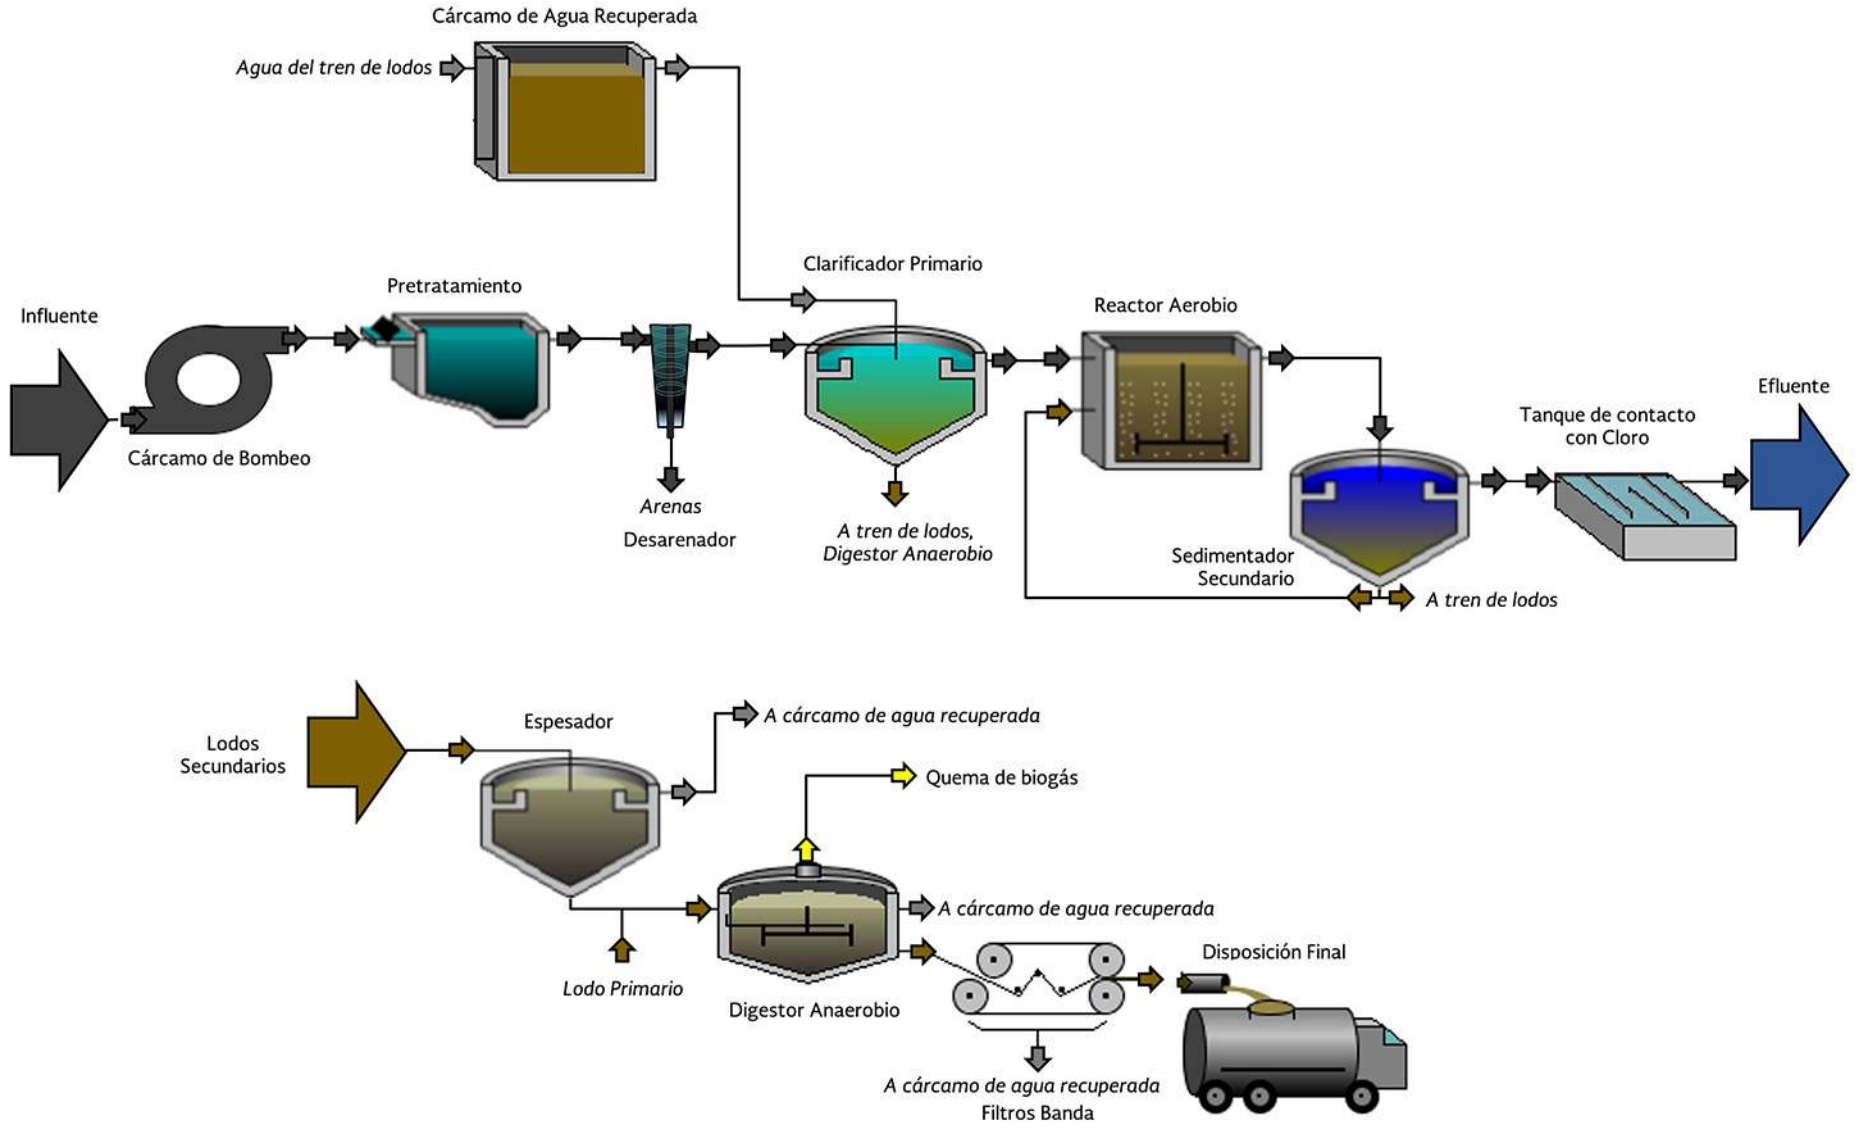 Cárcamo de Agua Recuperada
Agua del tren de lodos
Clarificador Primario
Pretratamiento
Influente
Reactor Aerobio
Efluente
Tanque de contacto
con Cloro
Cárcamo de Bombeo
Arenas
Desarenador
A tren de lodos,
Digestor Anaerobio
Sedimentador
Secundario
A tren de lodos
Lodos
Secundarios
Espesador
A cárcamo de agua recuperada
Quema de biogás
A cárcamo de agua recuperada
Lodo Primario
Digestor Anaerobio
Disposición Final
A cárcamo de agua recuperada
Filtros Banda